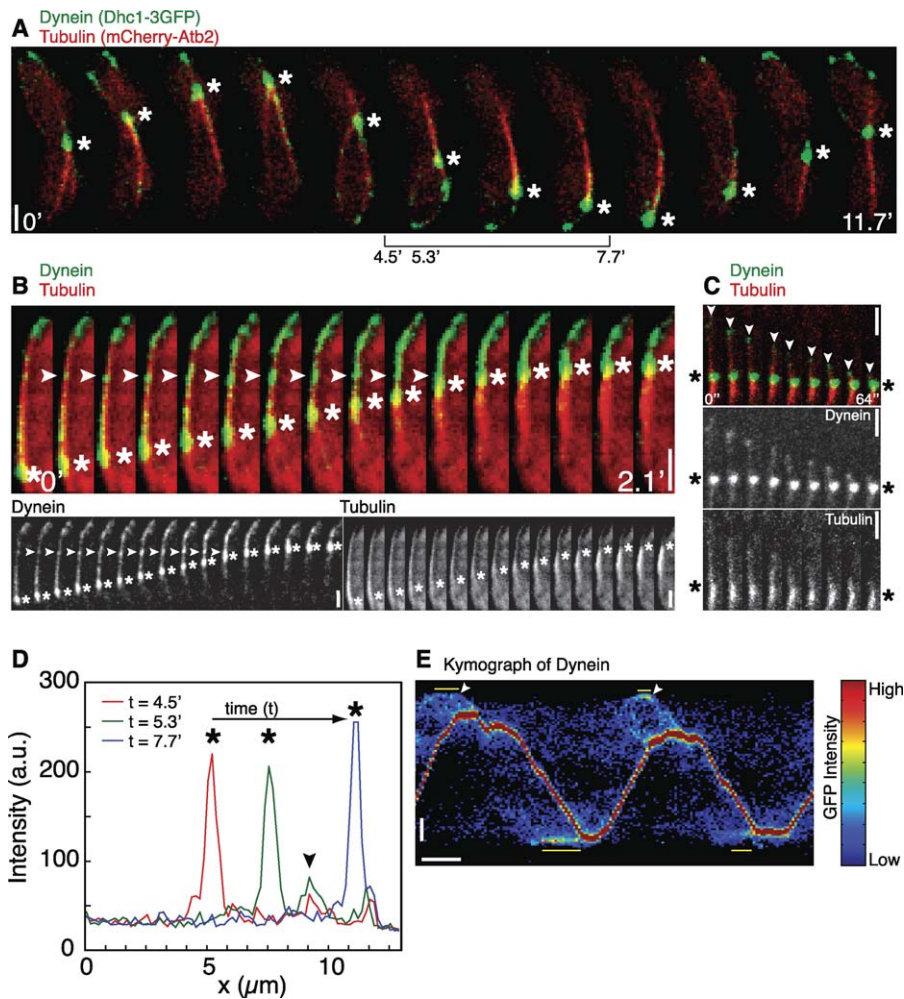 A
Dynein (Dhc1-3GFP)
Tubulin (mCherry-Atb2)
* * * * * * * * * * * *
0’
11.7’
4.5’ 5.3’ 7.7’
B
Dynein
Tubulin
* * * * * * * * * * * * * *
0’
2.1’
Dynein
Tubulin
C
Dynein
Tubulin
* *
0”
64”
Dynein
* *
Tubulin
* *
D
300
200
100
0
Intensity (a.u.)
t = 4.5’
t = 5.3’
t = 7.7’
time (t)
* * *
0 5 10
x (μm)
E
Kymograph of Dynein
GFP Intensity
High
Low